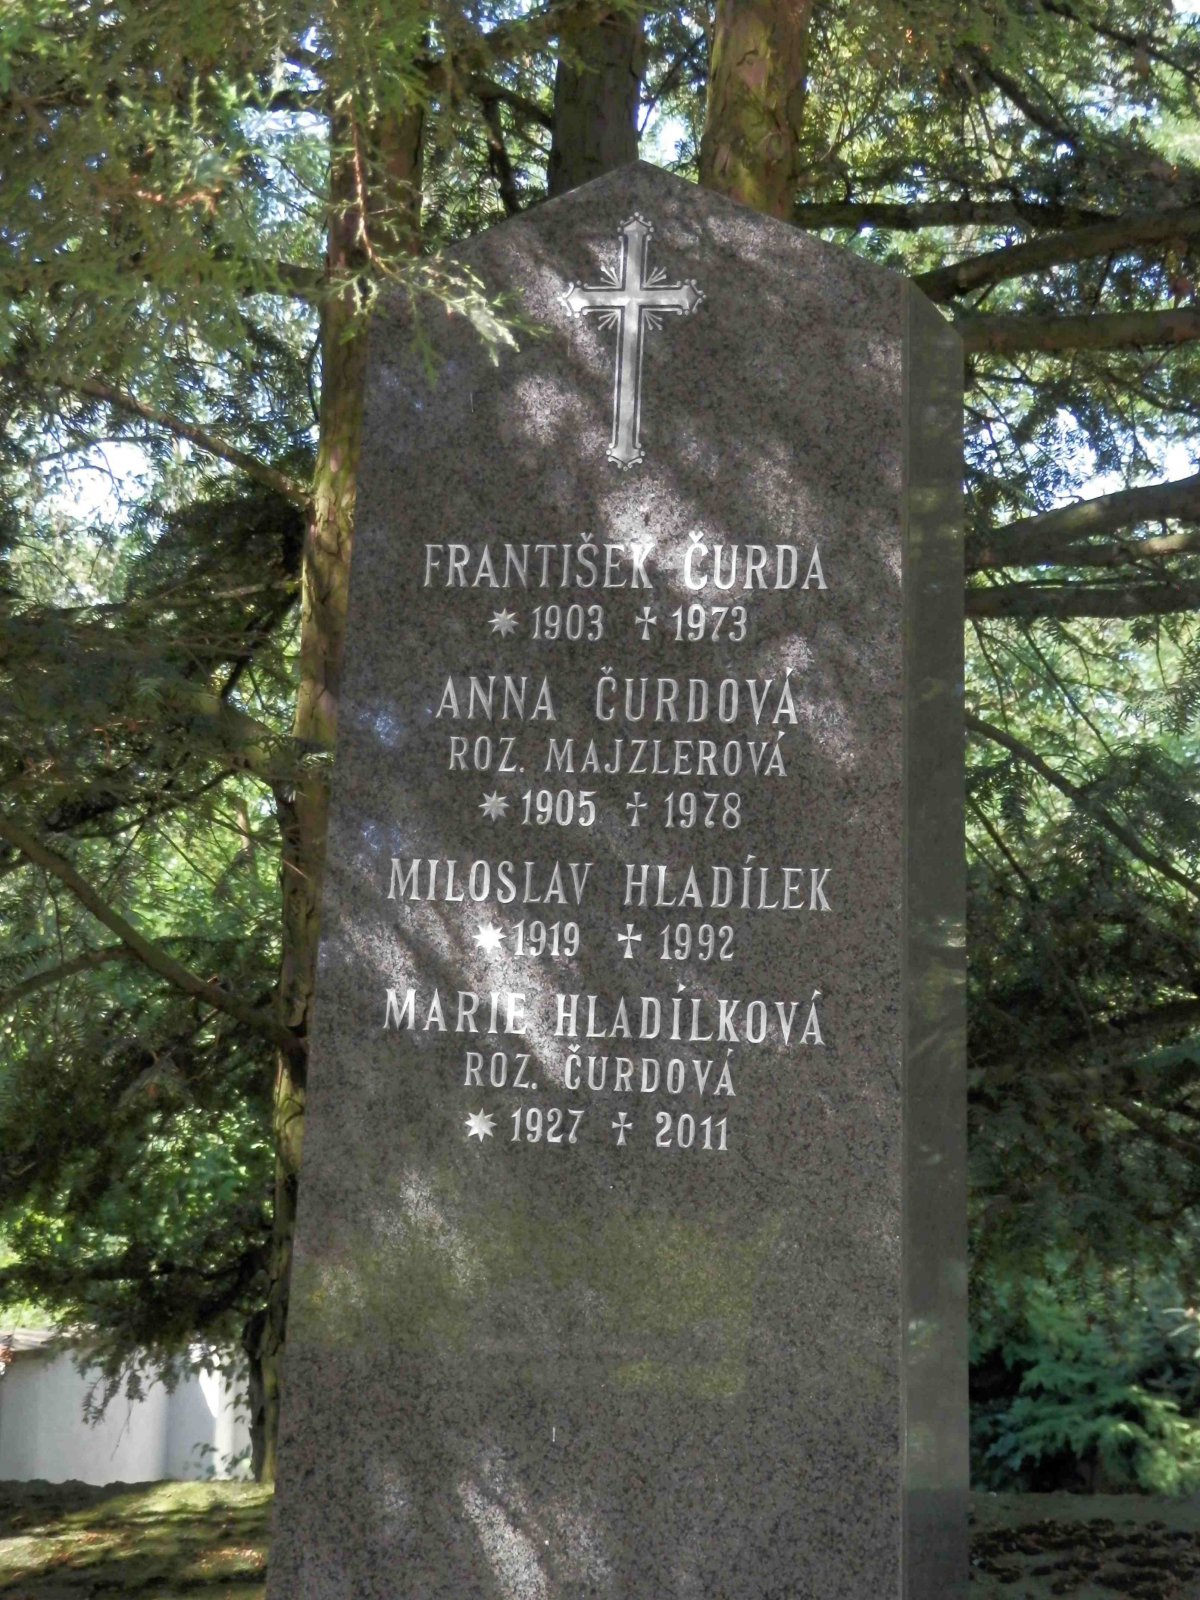 FRANTIŠEK ČURDA
* 1903 † 1973
ANNA ČURDOVÁ
ROZ. MAJZLEROVÁ
* 1905 † 1978
MILOSLAV HLADÍLEK
* 1919 † 1992
MARIE HLADÍLKOVÁ
ROZ. ČURDOVÁ
* 1927 † 2011